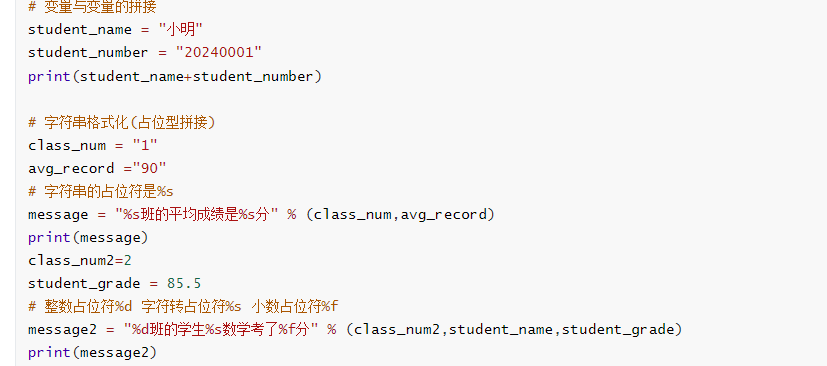 # 变量与变量的拼接
student_name = "小明"
student_number = "20240001"
print(student_name+student_number)
# 字符串格式化(占位型拼接)
class_num = "1"
avg_record ="90"
# 字符串的占位符是%s
message = "%s班的平均成绩是%s分" % (class_num,avg_record)
print(message)
class_num2=2
student_grade = 85.5
# 整数占位符%d 字符转占位符%s 小数占位符%f
message2 = "%d班的学生%s数学考了%f分" % (class_num2,student_name,student_grade)
print(message2)